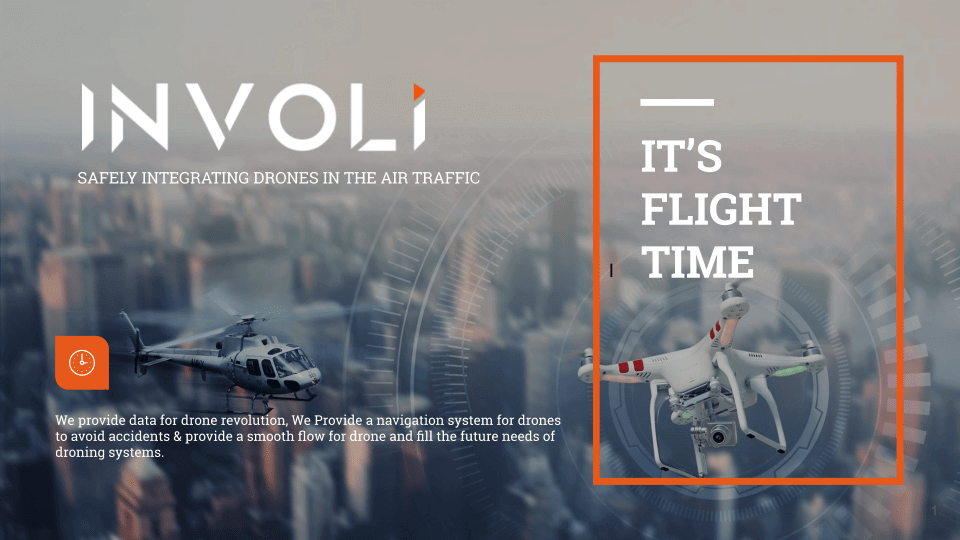 INVOLi
SAFELY INTEGRATING DRONES IN THE AIR TRAFFIC
IT'S
FLIGHT
TIME
I
We provide data for drone revolution, We Provide a navigation system for drones
to avoid accidents & provide a smooth flow for drone and fill the future needs of
droning systems.
1